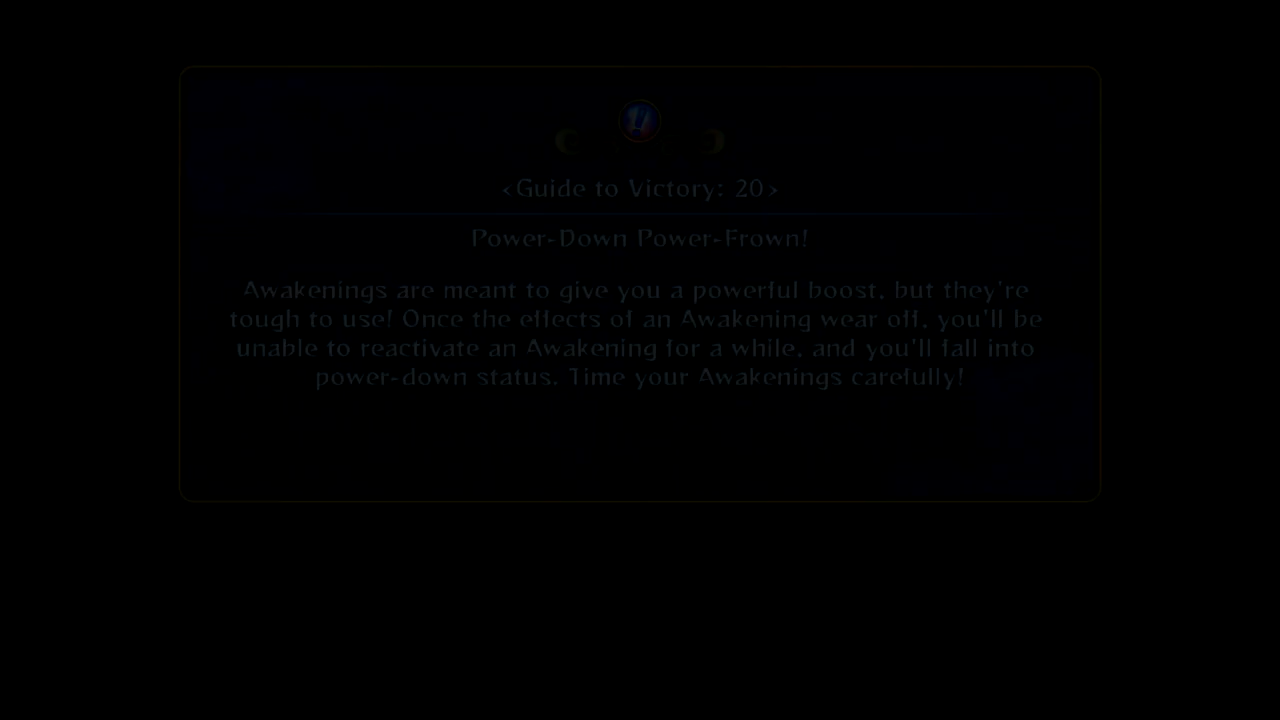 <Guide to Victory: 20>
Power-Down Power-Frown!
Awakenings are meant to give you a powerful boost, but they're
tough to use! Once the effects of an Awakening wear off, you'll be
unable to reactivate an Awakening for a while, and you'll fall into
power-down status. Time your Awakenings carefully!